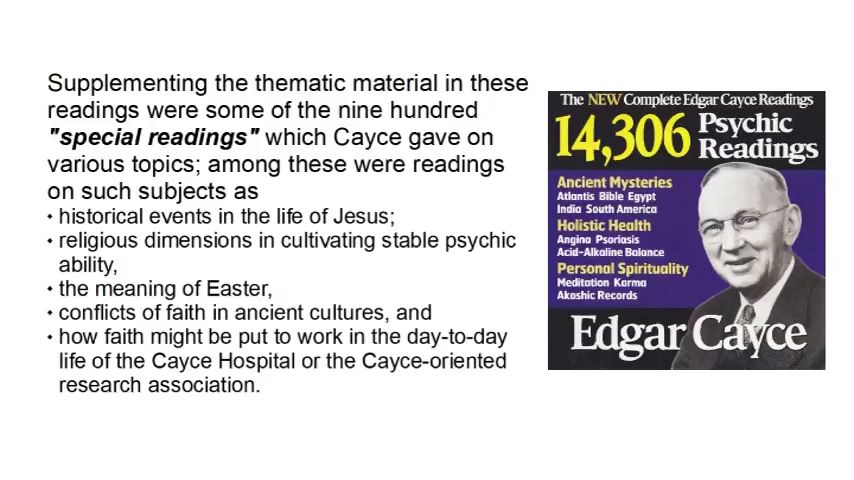 Supplementing the thematic material in these
readings were some of the nine hundred
"special readings" which Cayce gave on
various topics; among these were readings
on such subjects as
• historical events in the life of Jesus;
• religious dimensions in cultivating stable psychic
ability,
• the meaning of Easter,
• conflicts of faith in ancient cultures, and
• how faith might be put to work in the day-to-day
life of the Cayce Hospital or the Cayce-oriented
research association.
The NEW Complete Edgar Cayce Readings
14,306 Psychic
Readings
Ancient Mysteries
Atlantis Bible Egypt
India South America
Holistic Health
Angina Psoriasis
Acid-Alkaline Balance
Personal Spirituality
Meditation Karma
Akashic Records
Edgar Cayce